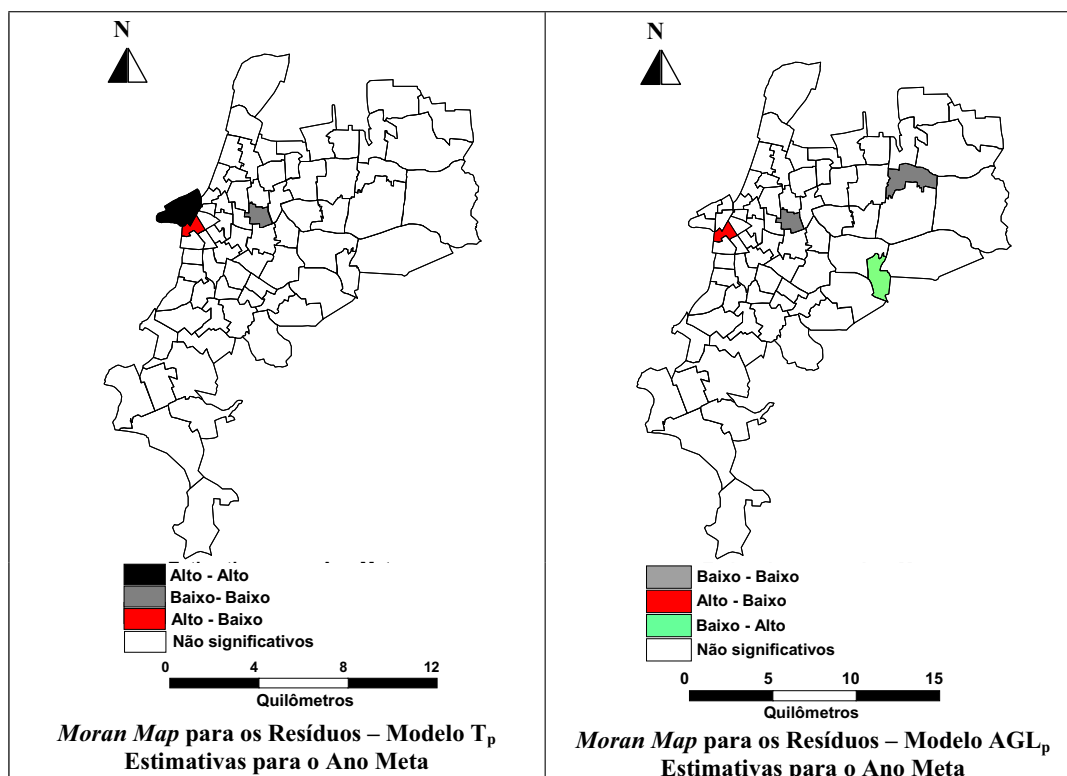 N
Alto - Alto
Baixo- Baixo
Alto - Baixo
Não significativos
0 4 8 12
Quilômetros
Moran Map para os Resíduos – Modelo Tp
Estimativas para o Ano Meta
N
Baixo - Baixo
Alto - Baixo
Baixo - Alto
Não significativos
0 5 10 15
Quilômetros
Moran Map para os Resíduos – Modelo AGLp
Estimativas para o Ano Meta